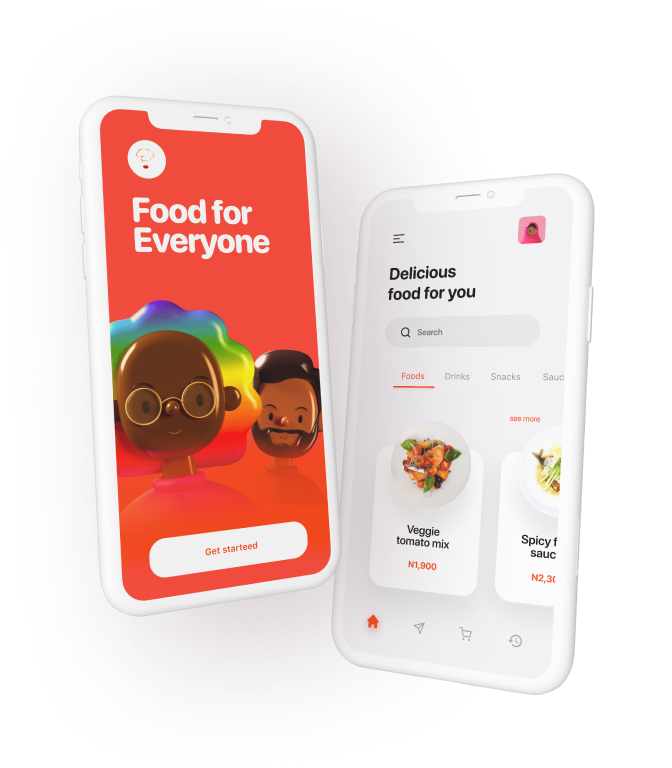 Food for
Everyone
Get starteed
Delicious
food for you
Search
Foods Drinks Snacks Sauc
see more
Veggie
tomato mix
N1,900
Spicy f
sauc
N2,30